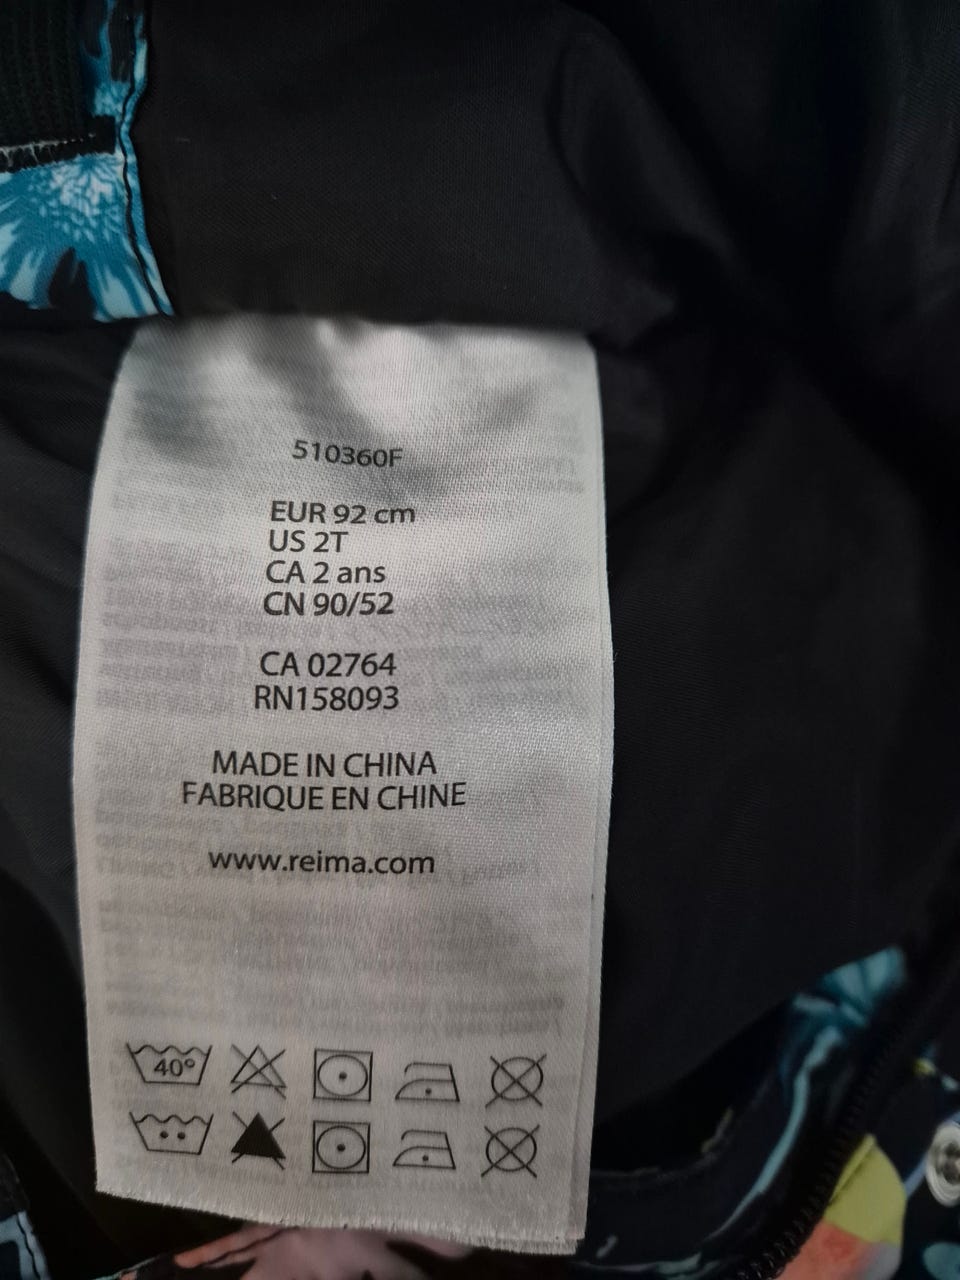 510360F
EUR 92 cm
US 2T
CA 2 ans
CN 90/52
CA 02764
RN158093
MADE IN CHINA
FABRIQUE EN CHINE
www.reima.com
40°